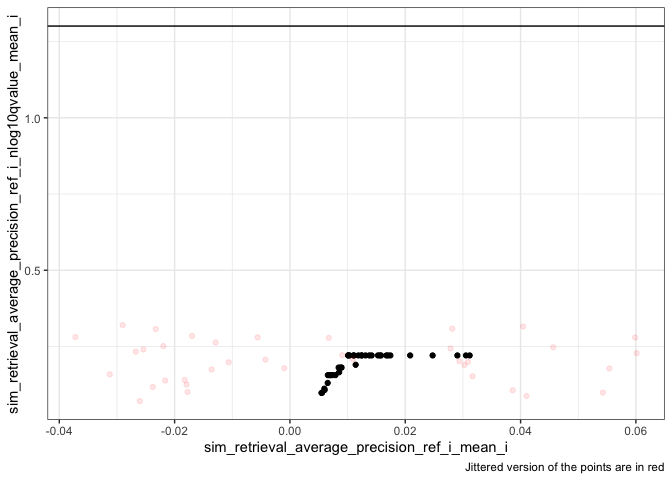 sim_retrieval_average_precision_ref_i_nlog10qvalue_mean_i
1.0
0.5
-0.04
-0.02
0.00
0.02
0.04
0.06
sim_retrieval_average_precision_ref_i_mean_i
Jittered version of the points are in red